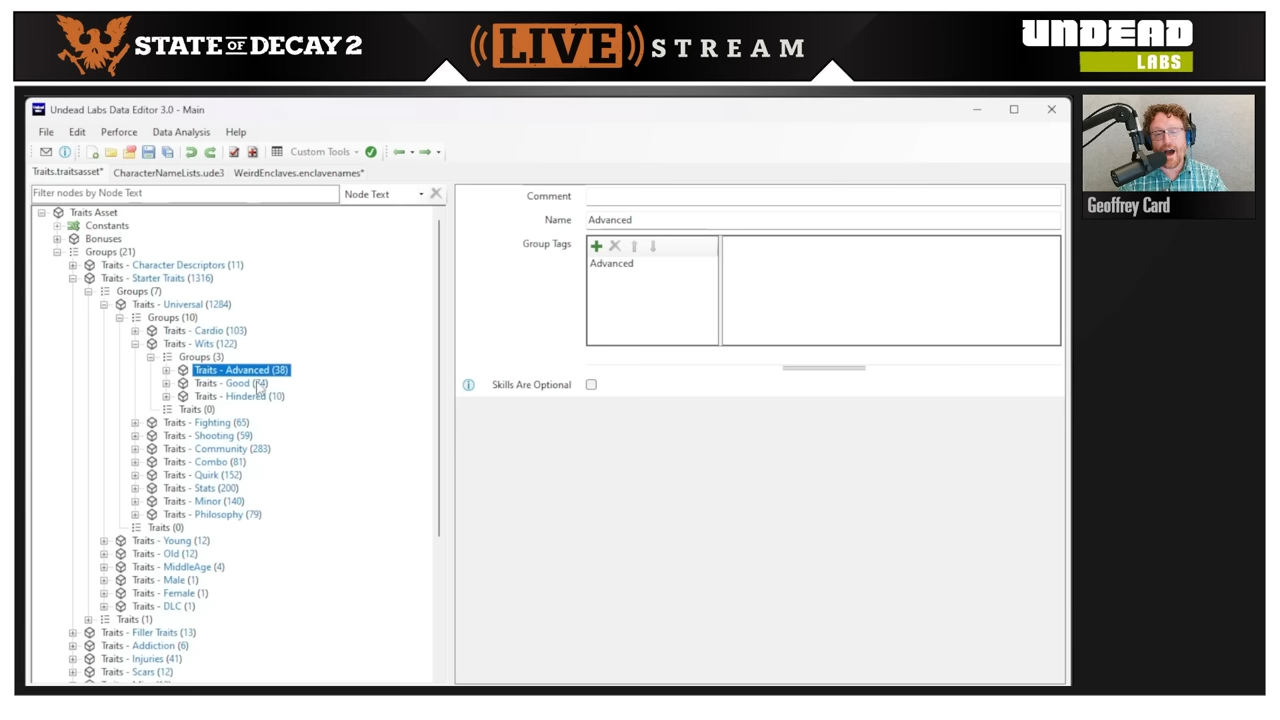 STATE OF DECAY 2
LIVE STREAM
UNDEAD
LABS
Undead Labs Data Editor 3.0 - Main
File Edit Perforce Data Analysis Help
Custom Tools
Traits.traitsasset* CharacterNameLists.ude3 WeirdEnclaves.enclavenames*
Filter nodes by Node Text
Node Text
Traits Asset
Constants
Bonuses
Groups (21)
Traits - Character Descriptors (11)
Traits - Starter Traits (1316)
Groups (7)
Traits - Universal (1284)
Groups (10)
Traits - Cardio (103)
Traits - Wits (122)
Groups (3)
Traits - Advanced (38)
Traits - Good
Traits - Hindered (10)
Traits (0)
Traits - Fighting (65)
Traits - Shooting (59)
Traits - Community (283)
Traits - Combo (81)
Traits - Quirk (152)
Traits - Stats (200)
Traits - Minor (140)
Traits - Philosophy (79)
Traits (0)
Traits - Young (12)
Traits - Old (12)
Traits - MiddleAge (4)
Traits - Male (1)
Traits - Female (1)
Traits - DLC (1)
Traits (1)
Traits - Filler Traits (13)
Traits - Addiction (6)
Traits - Injuries (41)
Traits - Scars (12)
Comment
Name Advanced
Group Tags
Advanced
Skills Are Optional
Geoffrey Card